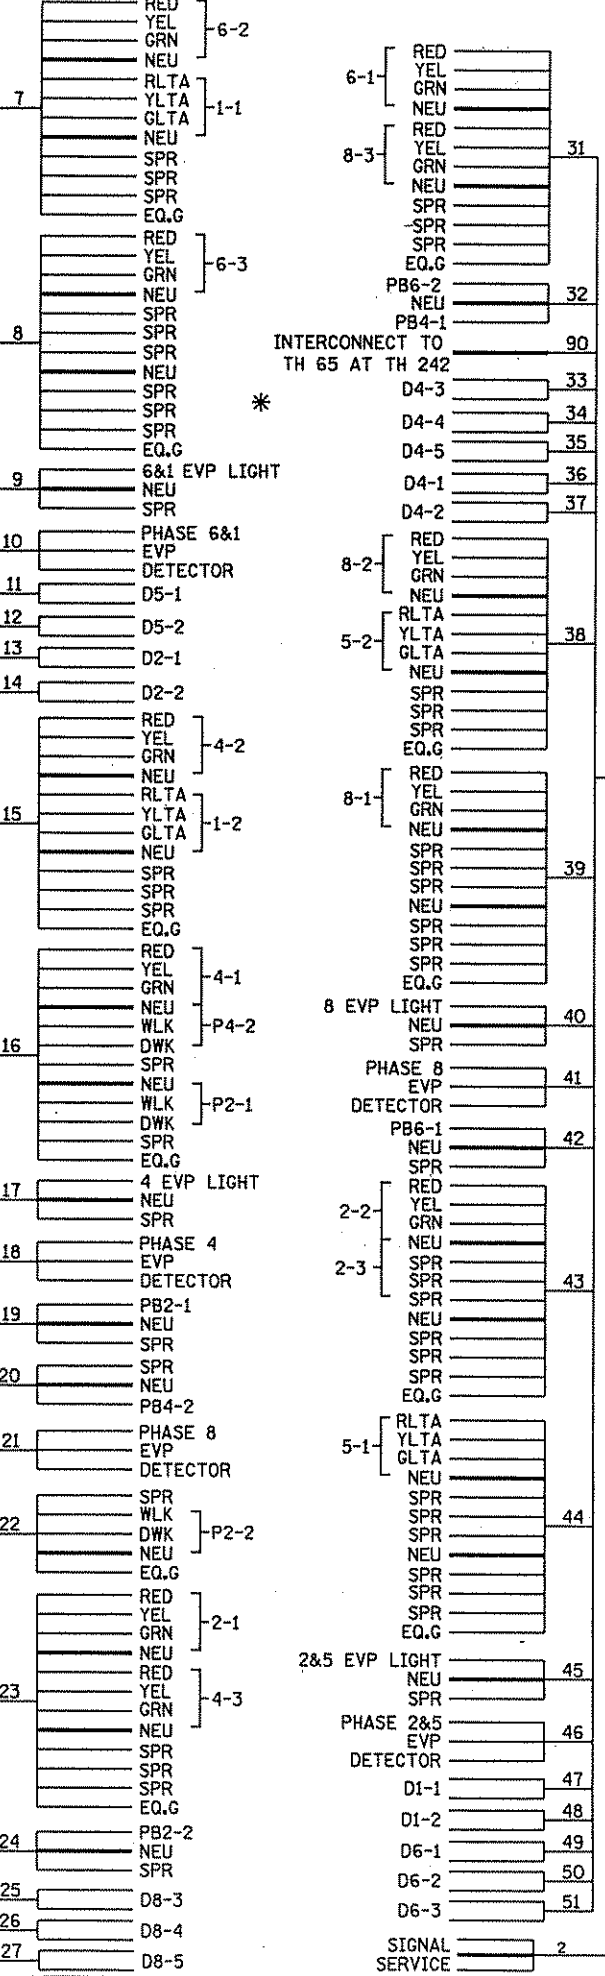 RED
YEL
GRN
NEU
6-2
7
RLTA
YLTA
GLTA
NEU
1-1
SPR
SPR
SPR
EQ.G
RED
YEL
GRN
NEU
6-3
8
SPR
SPR
SPR
NEU
SPR
SPR
SPR
EQ.G
*
9
6&1 EVP LIGHT
NEU
SPR
10
PHASE 6&1
EVP
DETECTOR
11
D5-1
12
D5-2
13
D2-1
14
D2-2
RED
YEL
GRN
NEU
4-2
15
RLTA
YLTA
GLTA
NEU
1-2
SPR
SPR
SPR
EQ.G
RED
YEL
GRN
NEU
4-1
16
WLK
DWK
P4-2
SPR
NEU
WLK
DWK
P2-1
SPR
EQ.G
17
4 EVP LIGHT
NEU
SPR
18
PHASE 4
EVP
DETECTOR
19
PB2-1
NEU
SPR
20
SPR
NEU
PB4-2
21
PHASE 8
EVP
DETECTOR
22
SPR
WLK
DWK
NEU
P2-2
EQ.G
RED
YEL
GRN
NEU
2-1
23
RED
YEL
GRN
NEU
4-3
SPR
SPR
SPR
EQ.G
24
PB2-2
NEU
SPR
25
D8-3
26
D8-4
27
D8-5
6-1
RED
YEL
GRN
NEU
8-3
RED
YEL
GRN
NEU
31
SPR
SPR
SPR
EQ.G
PB6-2
NEU
PB4-1
32
INTERCONNECT TO
TH 65 AT TH 242
90
D4-3
33
D4-4
34
D4-5
35
D4-1
36
D4-2
37
8-2
RED
YEL
GRN
NEU
5-2
RLTA
YLTA
GLTA
NEU
38
SPR
SPR
SPR
EQ.G
8-1
RED
YEL
GRN
NEU
SPR
SPR
SPR
39
NEU
SPR
SPR
SPR
EQ.G
8 EVP LIGHT
NEU
SPR
40
PHASE 8
EVP
DETECTOR
41
PB6-1
NEU
SPR
42
2-2
RED
YEL
GRN
NEU
2-3
SPR
SPR
SPR
43
NEU
SPR
SPR
SPR
EQ.G
5-1
RLTA
YLTA
GLTA
NEU
SPR
SPR
SPR
44
NEU
SPR
SPR
SPR
EQ.G
2&5 EVP LIGHT
NEU
SPR
45
PHASE 2&5
EVP
DETECTOR
46
D1-1
47
D1-2
48
D6-1
49
D6-2
50
D6-3
51
SIGNAL
SERVICE
2